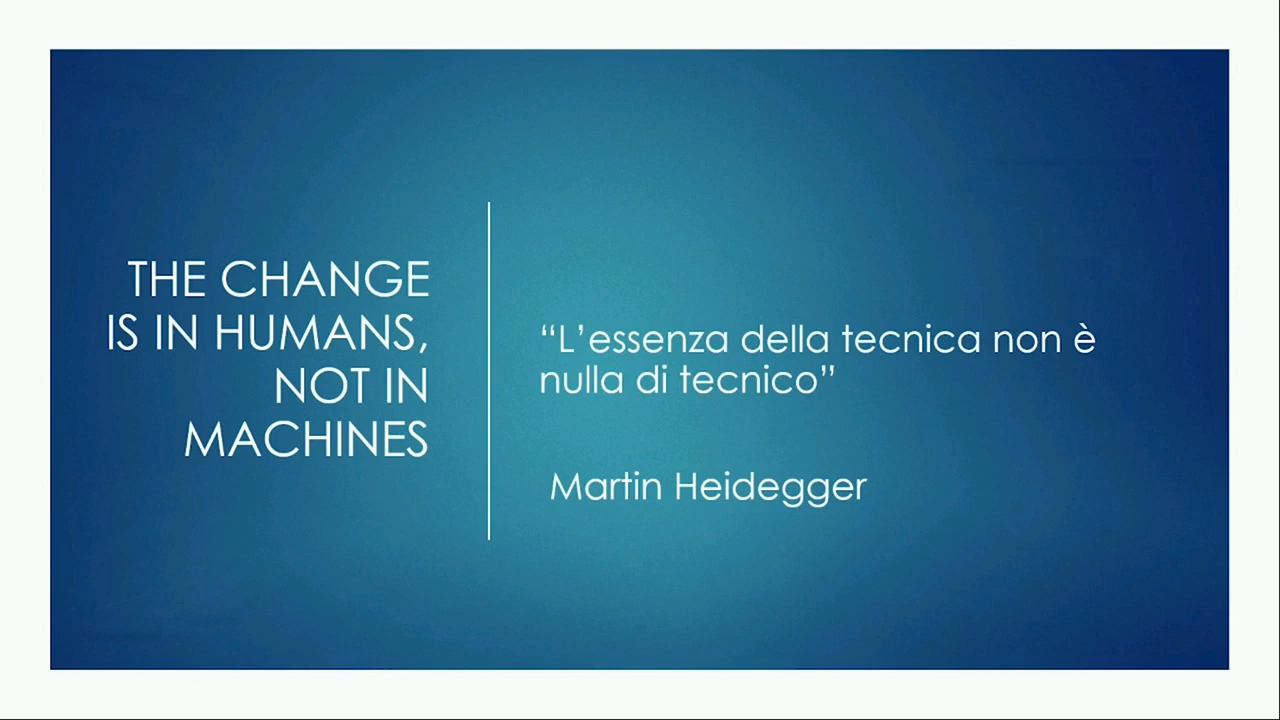 THE CHANGE
IS IN HUMANS,
NOT IN
MACHINES
“L’essenza della tecnica non è
nulla di tecnico”
Martin Heidegger